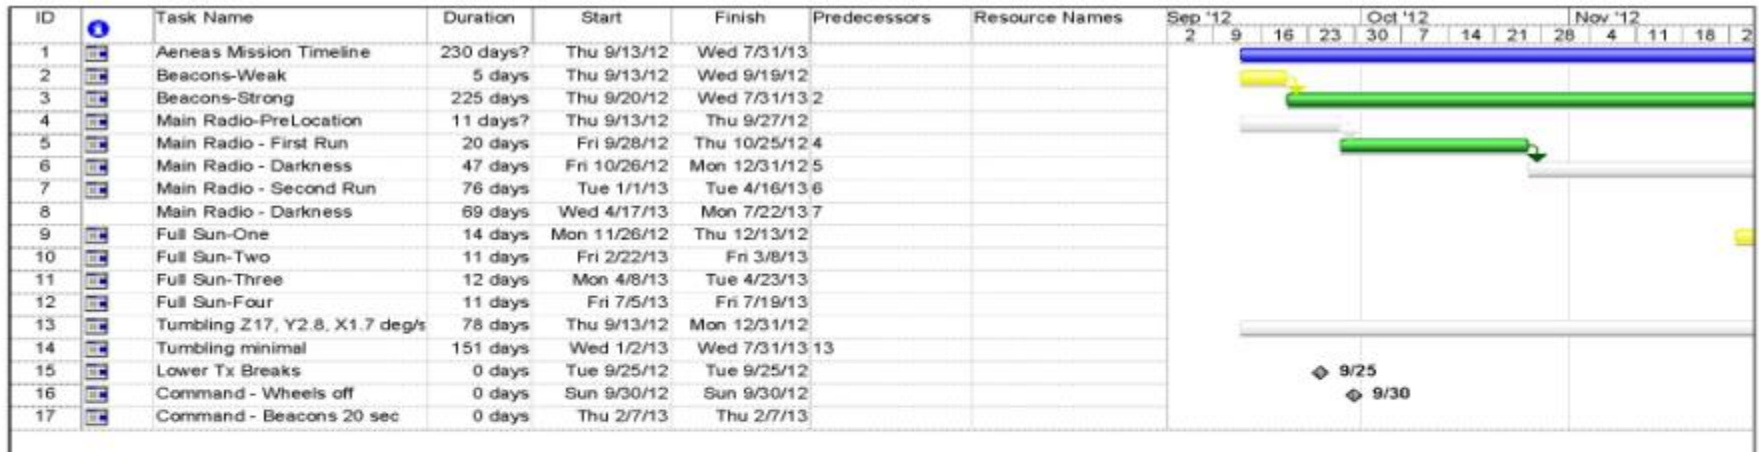 ID Task Name Duration Start Finish Predecessors Resource Names Sep '12 Oct '12 Nov '12
2 9 16 23 30 7 14 21 28 4 11 18 2
1 Aeneas Mission Timeline 230 days? Thu 9/13/12 Wed 7/31/13
2 Beacons-Weak 5 days Thu 9/13/12 Wed 9/19/12
3 Beacons-Strong 225 days Thu 9/20/12 Wed 7/31/13 2
4 Main Radio-PreLocation 11 days? Thu 9/13/12 Thu 9/27/12
5 Main Radio - First Run 20 days Fri 9/28/12 Thu 10/25/12 4
6 Main Radio - Darkness 47 days Fri 10/26/12 Mon 12/31/12 5
7 Main Radio - Second Run 76 days Tue 1/1/13 Tue 4/16/13 6
8 Main Radio - Darkness 69 days Wed 4/17/13 Mon 7/22/13 7
9 Full Sun-One 14 days Mon 11/26/12 Thu 12/13/12
10 Full Sun-Two 11 days Fri 2/22/13 Fri 3/8/13
11 Full Sun-Three 12 days Mon 4/8/13 Tue 4/23/13
12 Full Sun-Four 11 days Fri 7/5/13 Fri 7/19/13
13 Tumbling Z17, Y2.8, X1.7 deg/s 78 days Thu 9/13/12 Mon 12/31/12
14 Tumbling minimal 151 days Wed 1/2/13 Wed 7/31/13 13
15 Lower Tx Breaks 0 days Tue 9/25/12 Tue 9/25/12 9/25
16 Command - Wheels off 0 days Sun 9/30/12 Sun 9/30/12 9/30
17 Command - Beacons 20 sec 0 days Thu 2/7/13 Thu 2/7/13